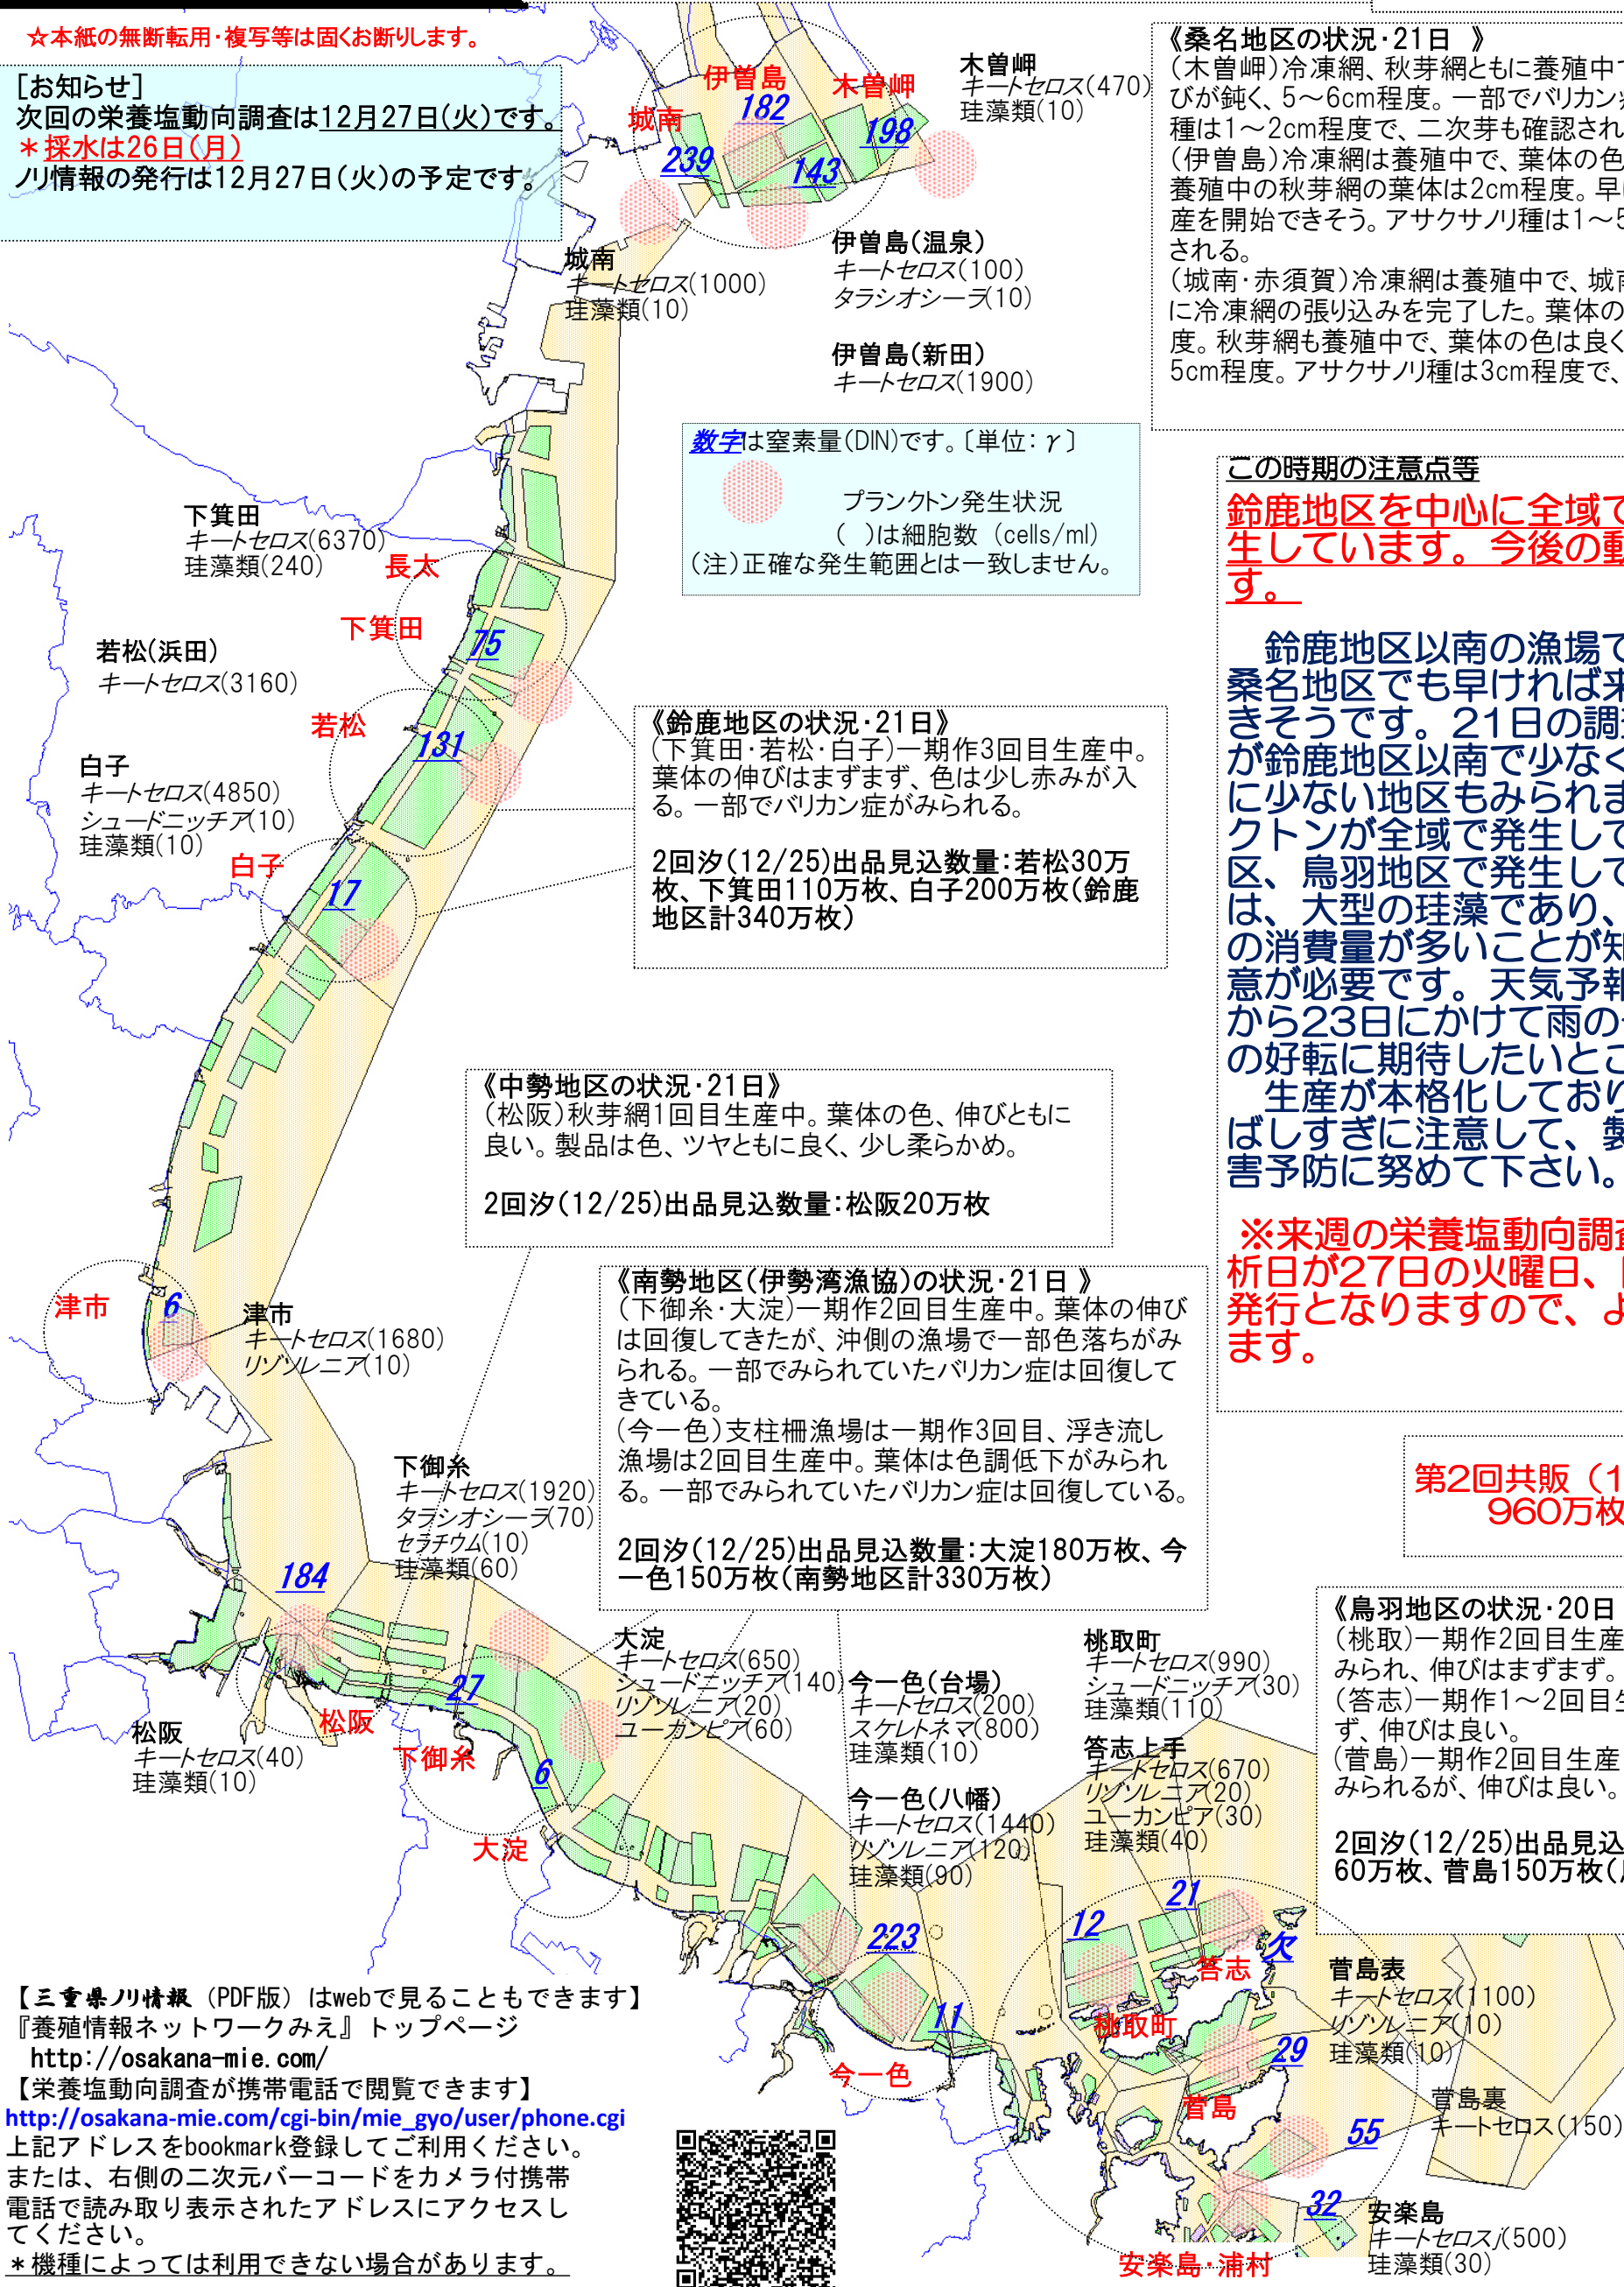 ☆本紙の無断転用・複写等は固くお断りします。
［お知らせ］
次回の栄養塩動向調査は12月27日(火)です。
＊採水は26日(月)
ノリ情報の発行は12月27日(火)の予定です。
伊曽島
木曽岬
城南
182
198
239
143
木曽岬
キートセロス(470)
珪藻類(10)
城南
キートセロス(1000)
珪藻類(10)
伊曽島(温泉)
キートセロス(100)
タラシオシーラ(10)
伊曽島(新田)
キートセロス(1900)
《桑名地区の状況・21日 》
(木曽岬)冷凍網、秋芽網ともに養殖中で
びが鈍く、5～6cm程度。一部でバリカン症
種は1～2cm程度で、二次芽も確認され
(伊曽島)冷凍網は養殖中で、葉体の色
養殖中の秋芽網の葉体は2cm程度。早
産を開始できそう。アサクサノリ種は1～5
される。
(城南・赤須賀)冷凍網は養殖中で、城南
に冷凍網の張り込みを完了した。葉体の
度。秋芽網も養殖中で、葉体の色は良く
5cm程度。アサクサノリ種は3cm程度で、
数字は窒素量(DIN)です。〔単位：γ〕
プランクトン発生状況
( )は細胞数 (cells/ml)
(注)正確な発生範囲とは一致しません。
この時期の注意点等
鈴鹿地区を中心に全域で
生しています。今後の動
す。
鈴鹿地区以南の漁場で
桑名地区でも早ければ来
きそうです。21日の調査
が鈴鹿地区以南で少なく
に少ない地区もみられま
クトンが全域で発生して
区、鳥羽地区で発生して
は、大型の珪藻であり、
の消費量が多いことが知
意が必要です。天気予報
から23日にかけて雨の
の好転に期待したいとこ
生産が本格化しており
ばしすぎに注意して、製
害予防に努めて下さい。
※来週の栄養塩動向調査
析日が27日の火曜日、
発行となりますので、よ
ます。
下箕田
キートセロス(6370)
珪藻類(240)
長太
下箕田
75
若松(浜田)
キートセロス(3160)
若松
131
白子
キートセロス(4850)
シュードニッチア(10)
珪藻類(10)
白子
17
《鈴鹿地区の状況・21日》
(下箕田・若松・白子)一期作3回目生産中。
葉体の伸びはまずまず、色は少し赤みが入
る。一部でバリカン症がみられる。
2回汐(12/25)出品見込数量：若松30万
枚、下箕田110万枚、白子200万枚(鈴鹿
地区計340万枚)
《中勢地区の状況・21日》
(松阪)秋芽網1回目生産中。葉体の色、伸びともに
良い。製品は色、ツヤともに良く、少し柔らかめ。
2回汐(12/25)出品見込数量：松阪20万枚
津市
6
津市
キートセロス(1680)
リゾソレニア(10)
《南勢地区(伊勢湾漁協)の状況・21日 》
(下御糸・大淀)一期作2回目生産中。葉体の伸び
は回復してきたが、沖側の漁場で一部色落ちがみ
られる。一部でみられていたバリカン症は回復して
きている。
(今一色)支柱柵漁場は一期作3回目、浮き流し
漁場は2回目生産中。葉体は色調低下がみられ
る。一部でみられていたバリカン症は回復している。
2回汐(12/25)出品見込数量：大淀180万枚、今
一色150万枚(南勢地区計330万枚)
第2回共販（1
960万枚
下御糸
キートセロス(1920)
タラシオシーラ(70)
セラチウム(10)
珪藻類(60)
184
27
6
松阪
下御糸
大淀
松阪
キートセロス(40)
珪藻類(10)
大淀
キートセロス(650)
シュードニッチア(140)
リゾソレニア(20)
ユーカンピア(60)
今一色(台場)
キートセロス(200)
スケレトネマ(800)
珪藻類(10)
今一色(八幡)
キートセロス(1440)
リゾソレニア(120)
珪藻類(90)
桃取町
キートセロス(990)
シュードニッチア(30)
珪藻類(110)
答志上手
キートセロス(670)
リゾソレニア(20)
ユーカンピア(30)
珪藻類(40)
《鳥羽地区の状況・20日
(桃取)一期作2回目生産
みられ、伸びはまずまず。
(答志)一期作1～2回目生
ず、伸びは良い。
(菅島)一期作2回目生産
みられるが、伸びは良い。
2回汐(12/25)出品見込
60万枚、菅島150万枚(
223
11
今一色
12
21
欠
答志
桃取町
29
菅島
55
32
安楽島・浦村
菅島表
キートセロス(1100)
リゾソレニア(10)
珪藻類(10)
菅島裏
キートセロス(150)
安楽島
キートセロス(500)
珪藻類(30)
【三重県ノリ情報（PDF版）はwebで見ることもできます】
『養殖情報ネットワークみえ』トップページ
http://osakana-mie.com/
【栄養塩動向調査が携帯電話で閲覧できます】
http://osakana-mie.com/cgi-bin/mie_gyo/user/phone.cgi
上記アドレスをbookmark登録してご利用ください。
または、右側の二次元バーコードをカメラ付携帯
電話で読み取り表示されたアドレスにアクセスし
てください。
＊機種によっては利用できない場合があります。